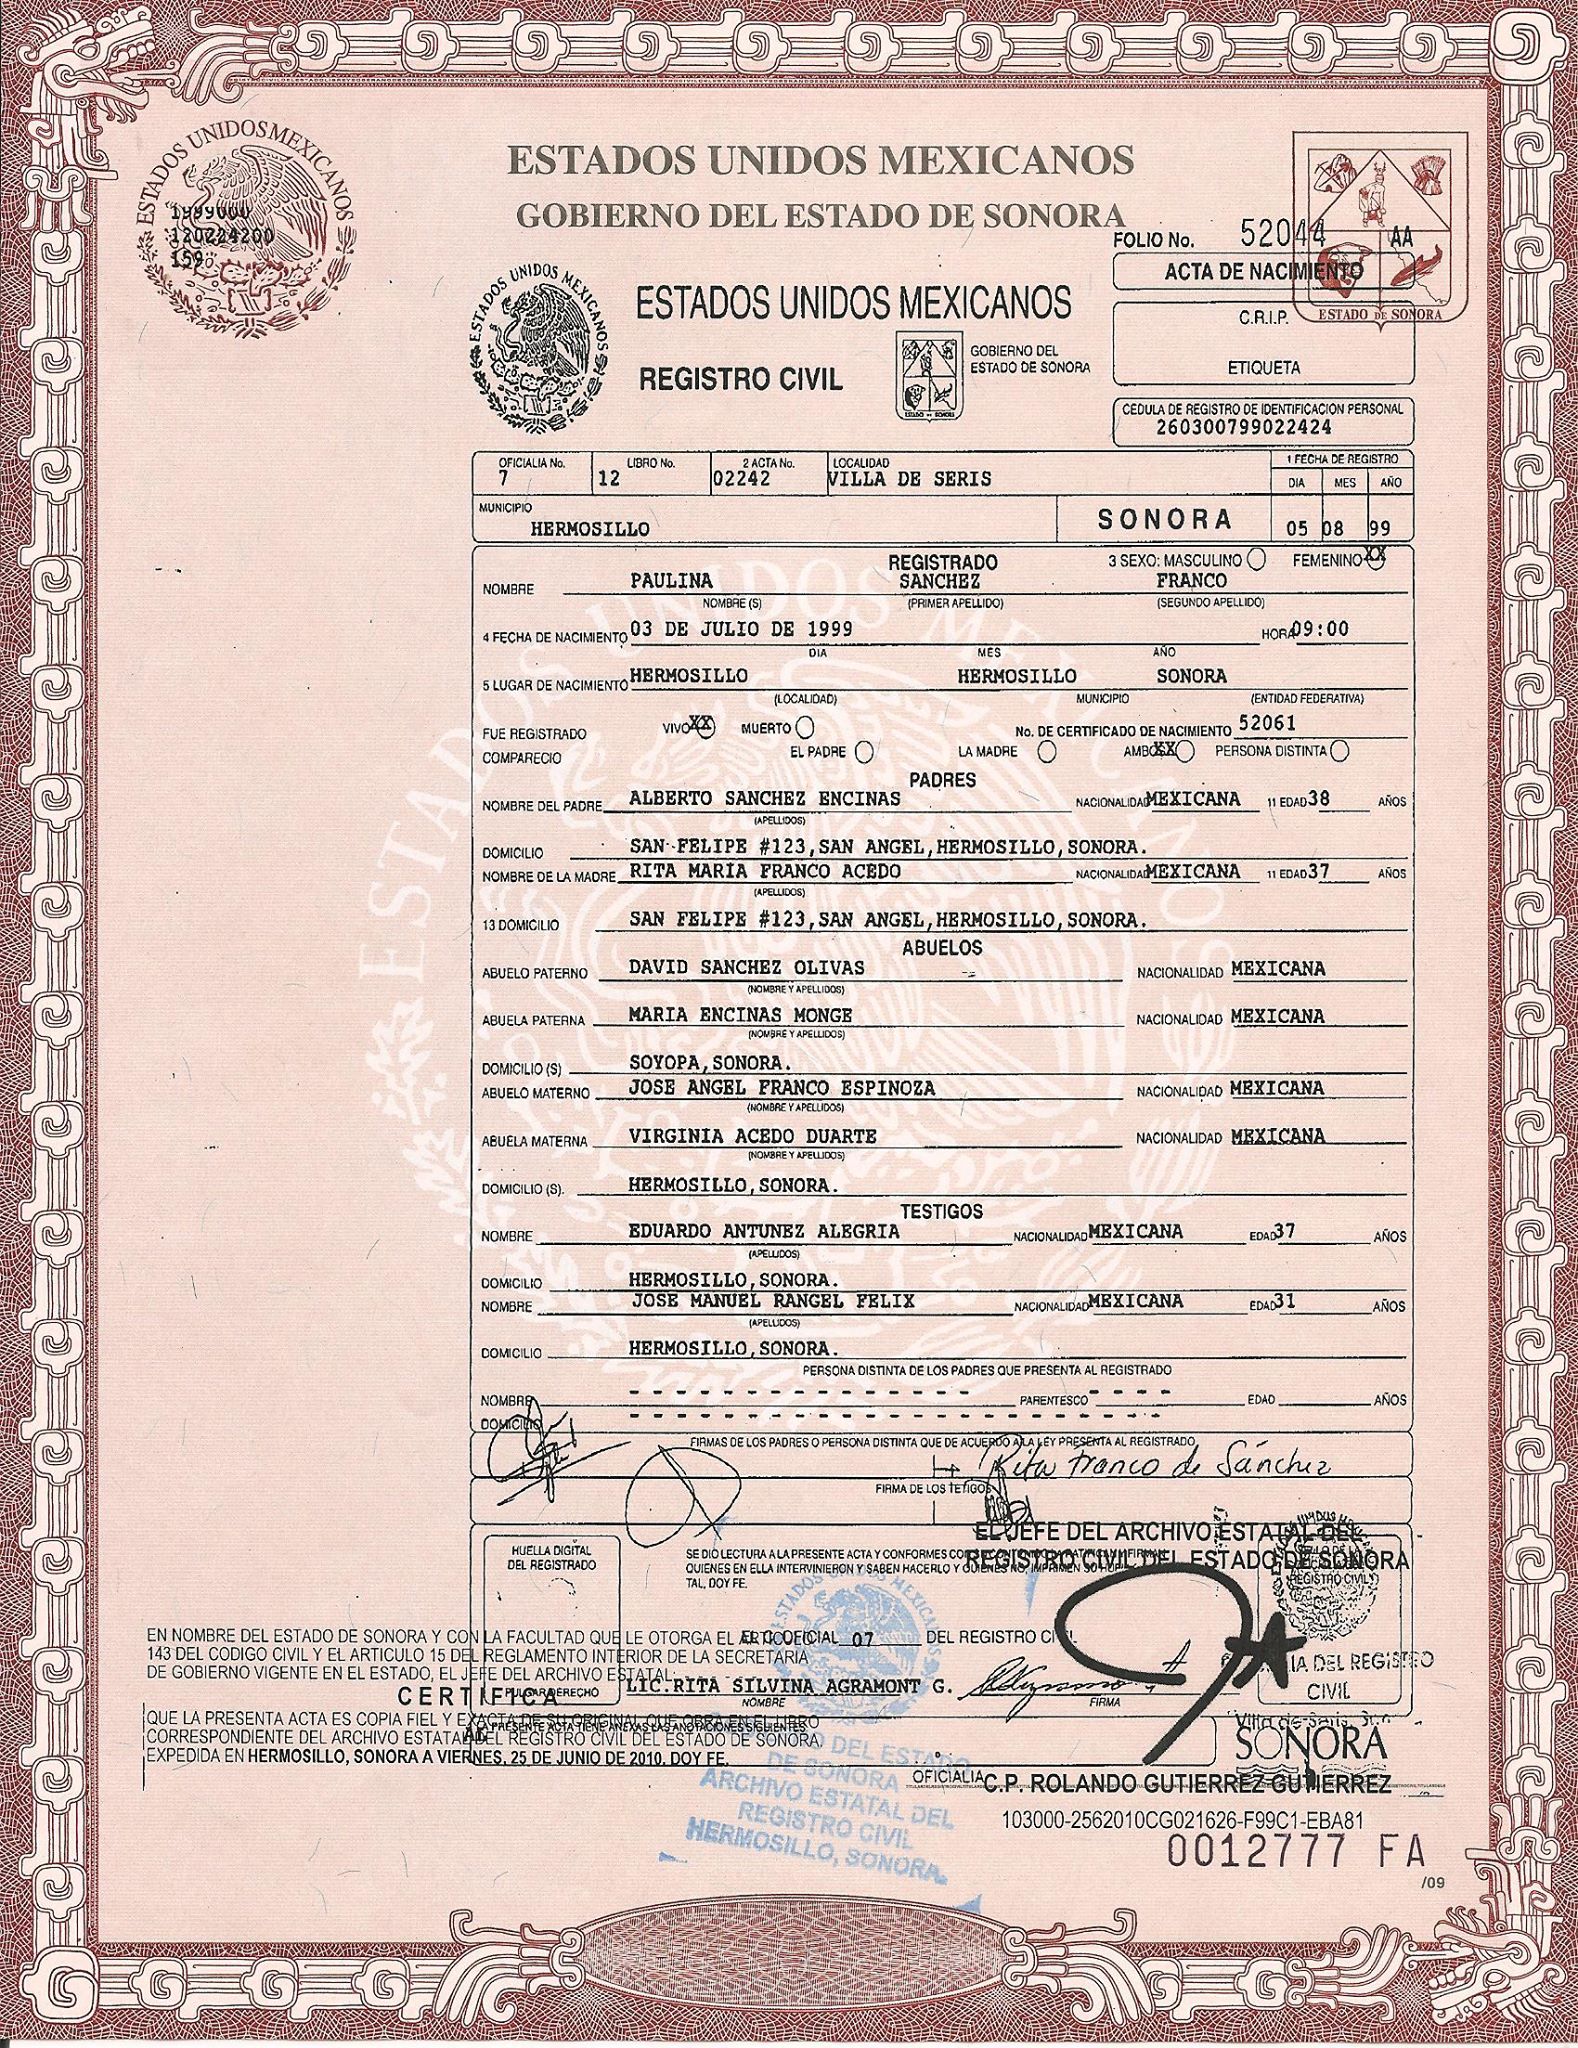 ESTADOS UNIDOS MEXICANOS
GOBIERNO DEL ESTADO DE SONORA
ESTADOS UNIDOS MEXICANOS
1999000
120224200
159
ESTADO DE SONORA
FOLIO No. 52044 AA
ACTA DE NACIMIENTO
C.R.I.P.
ETIQUETA
ESTADOS UNIDOS MEXICANOS
ESTADOS UNIDOS MEXICANOS
REGISTRO CIVIL
GOBIERNO DEL
ESTADO DE SONORA
CEDULA DE REGISTRO DE IDENTIFICACION PERSONAL
260300799022424
OFICIALIA No. LIBRO No. 2 ACTA No. LOCALIDAD 1 FECHA DE REGISTRO
7 12 02242 VILLA DE SERIS DIA MES AÑO
MUNICIPIO
HERMOSILLO SONORA 05 08 99
REGISTRADO 3 SEXO: MASCULINO FEMENINO XX
NOMBRE PAULINA SANCHEZ FRANCO
NOMBRE (S) (PRIMER APELLIDO) (SEGUNDO APELLIDO)
4 FECHA DE NACIMIENTO 03 DE JULIO DE 1999 HORA 09:00
DIA MES AÑO
5 LUGAR DE NACIMIENTO HERMOSILLO HERMOSILLO SONORA
(LOCALIDAD) MUNICIPIO (ENTIDAD FEDERATIVA)
FUE REGISTRADO VIVO XX MUERTO No. DE CERTIFICADO DE NACIMIENTO 52061
COMPARECIO EL PADRE LA MADRE AMBOS XX PERSONA DISTINTA
PADRES
NOMBRE DEL PADRE ALBERTO SANCHEZ ENCINAS NACIONALIDAD MEXICANA 11 EDAD 38 AÑOS
(APELLIDOS)
DOMICILIO SAN FELIPE #123,SAN ANGEL,HERMOSILLO,SONORA.
NOMBRE DE LA MADRE RITA MARIA FRANCO ACEDO NACIONALIDAD MEXICANA 11 EDAD 37 AÑOS
(APELLIDOS)
13 DOMICILIO SAN FELIPE #123,SAN ANGEL,HERMOSILLO,SONORA.
ABUELOS
ABUELO PATERNO DAVID SANCHEZ OLIVAS NACIONALIDAD MEXICANA
(NOMBRE Y APELLIDOS)
ABUELA PATERNA MARIA ENCINAS MONGE NACIONALIDAD MEXICANA
(NOMBRE Y APELLIDOS)
DOMICILIO (S) SOYOPA,SONORA.
ABUELO MATERNO JOSE ANGEL FRANCO ESPINOZA NACIONALIDAD MEXICANA
(NOMBRE Y APELLIDOS)
ABUELA MATERNA VIRGINIA ACEDO DUARTE NACIONALIDAD MEXICANA
(NOMBRE Y APELLIDOS)
DOMICILIO (S). HERMOSILLO,SONORA.
TESTIGOS
NOMBRE EDUARDO ANTUNEZ ALEGRIA NACIONALIDAD MEXICANA EDAD 37 AÑOS
(APELLIDOS)
DOMICILIO HERMOSILLO,SONORA.
NOMBRE JOSE MANUEL RANGEL FELIX NACIONALIDAD MEXICANA EDAD 31 AÑOS
(APELLIDOS)
DOMICILIO HERMOSILLO,SONORA.
PERSONA DISTINTA DE LOS PADRES QUE PRESENTA AL REGISTRADO
NOMBRE PARENTESCO EDAD AÑOS
DOMICILIO
FIRMAS DE LOS PADRES O PERSONA DISTINTA QUE DE ACUERDO A LA LEY PRESENTA AL REGISTRADO
Rita Franco de Sánchez
FIRMA DE LOS TETIGOS
EL JEFE DEL ARCHIVO ESTATAL DEL
REGISTRO CIVIL DEL ESTADO DE SONORA
HUELLA DIGITAL
DEL REGISTRADO
SE DIO LECTURA A LA PRESENTE ACTA Y CONFORMES CON SU CONTENIDO LA RATIFICAN Y FIRMAN
QUIENES EN ELLA INTERVINIERON Y SABEN HACERLO Y QUIENES NO, IMPRIMEN SU
TAL, DOY FE.
REGISTRO CIVIL
EN NOMBRE DEL ESTADO DE SONORA Y CON LA FACULTAD QUE LE OTORGA EL ARTICULO
EL C. OFICIAL 07 DEL REGISTRO CIVIL
143 DEL CODIGO CIVIL Y EL ARTICULO 15 DEL REGLAMENTO INTERIOR DE LA SECRETARIA
DE GOBIERNO VIGENTE EN EL ESTADO, EL JEFE DEL ARCHIVO ESTATAL:
DEL REGISTRO
CIVIL
PULGAR DERECHO
LIC.RITA SILVINA AGRAMONT G.
NOMBRE FIRMA
CERTIFICA
QUE LA PRESENTE ACTA ES COPIA FIEL Y EXACTA DE SU ORIGINAL QUE OBRA EN EL LIBRO
PRESENTE ACTA TIENE ANEXAS LAS ANOTACIONES SIGUIENTES
CORRESPONDIENTE DEL ARCHIVO ESTATAL DEL REGISTRO CIVIL DEL ESTADO DE SONORA
EXPEDIDA EN HERMOSILLO, SONORA A VIERNES, 25 DE JUNIO DE 2010. DOY FE.
Villa de Seris, Son.
SONORA
ESTADOS UNIDOS MEXICANOS
DEL ESTADO
DE SONORA
ARCHIVO ESTATAL DEL
REGISTRO CIVIL
HERMOSILLO, SONORA.
OFICIALIA
C.P. ROLANDO GUTIERREZ GUTIERREZ
103000-2562010CG021626-F99C1-EBA81
0012777 FA
/09